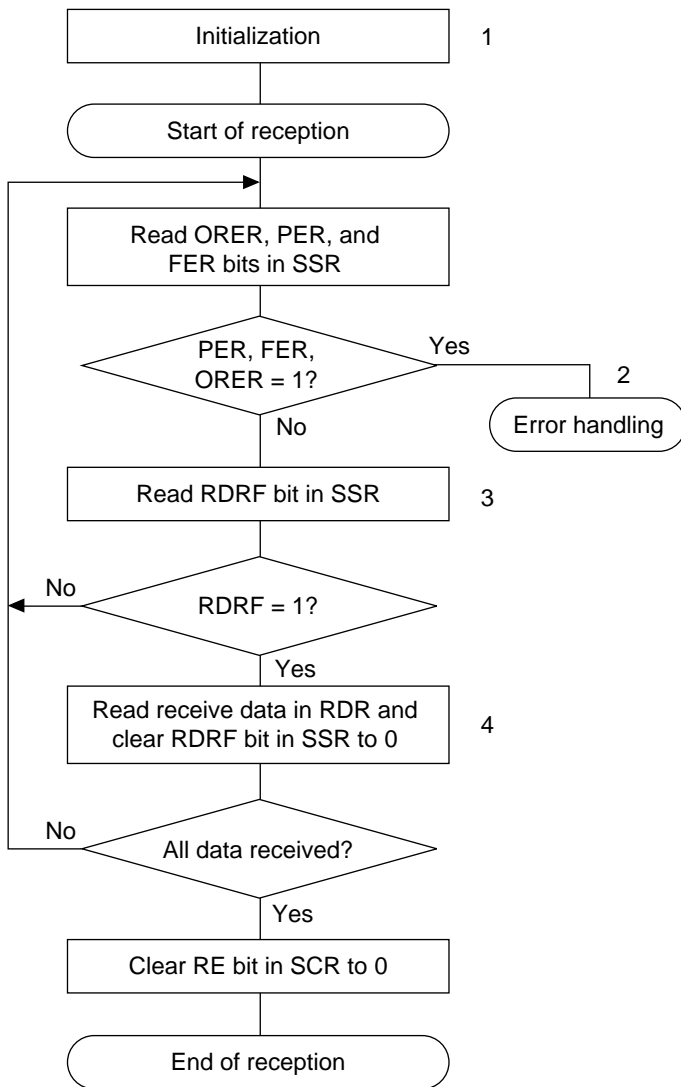 Initialization
1
Start of reception
Read ORER, PER, and
FER bits in SSR
PER, FER,
ORER = 1?
Yes
2
Error handling
No
Read RDRF bit in SSR
3
No
RDRF = 1?
Yes
Read receive data in RDR and
clear RDRF bit in SSR to 0
4
No
All data received?
Yes
Clear RE bit in SCR to 0
End of reception